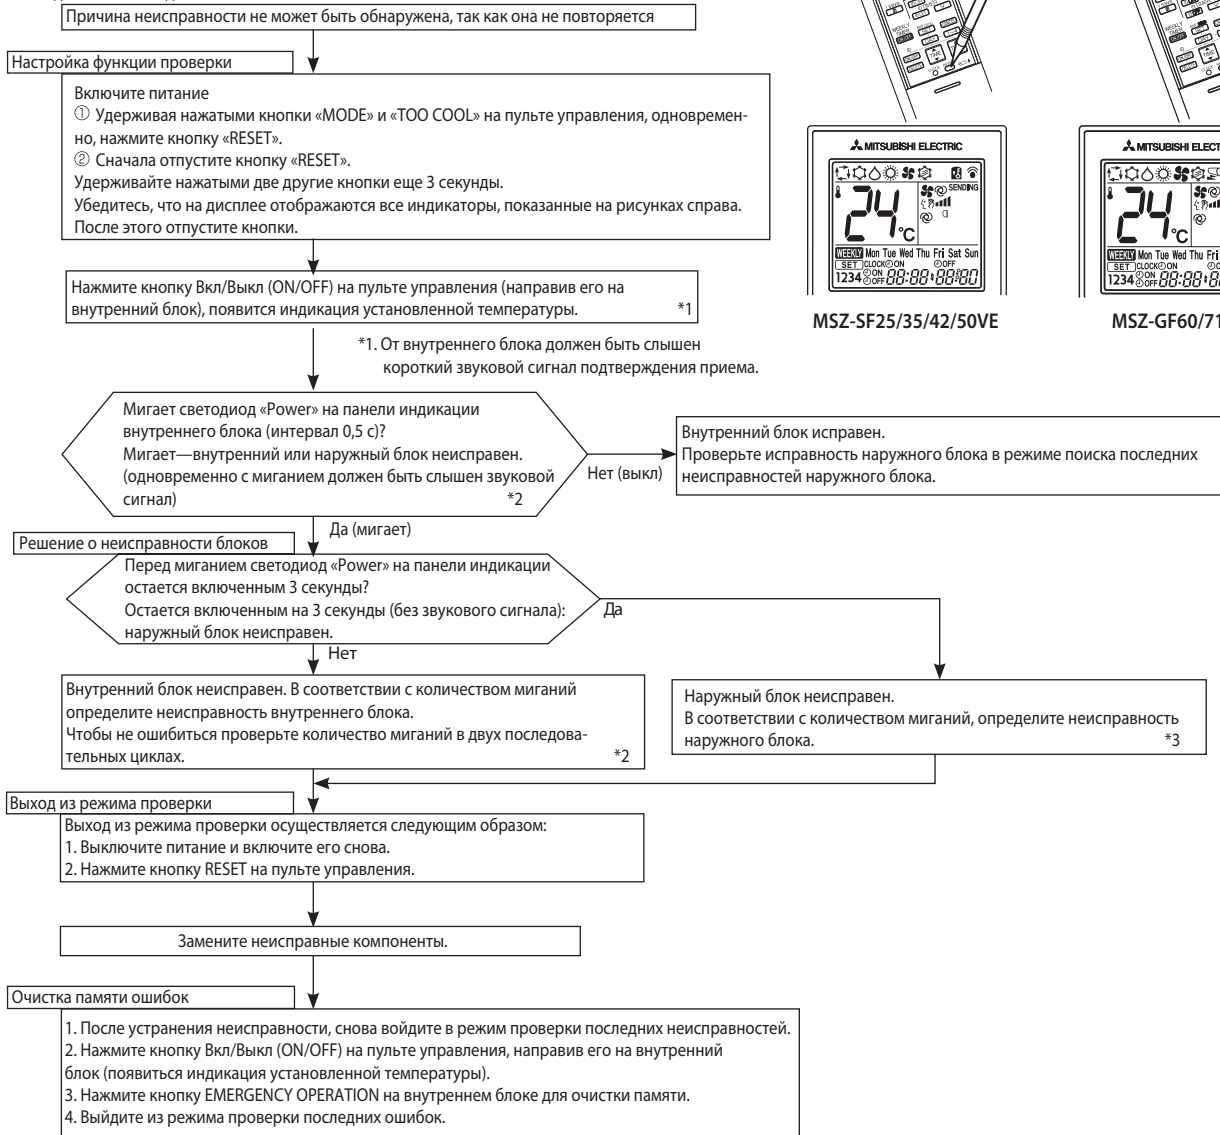 Причина неисправности не может быть обнаружена, так как она не повторяется
Настройка функции проверки
Включите питание
① Удерживая нажатыми кнопки «MODE» и «TOO COOL» на пульте управления, одновремен-
но, нажмите кнопку «RESET».
② Сначала отпустите кнопку «RESET».
Удерживайте нажатыми две другие кнопки еще 3 секунды.
Убедитесь, что на дисплее отображаются все индикаторы, показанные на рисунках справа.
После этого отпустите кнопки.
MITSUBISHI ELECTRIC
SENDING
24°C
WEEKLY Mon Tue Wed Thu Fri Sat Sun
SET CLOCK ON OFF
1234 ON OFF 88:88 88:88
MSZ-SF25/35/42/50VE
MITSUBISHI ELECT
24°C
WEEKLY Mon Tue Wed Thu Fri
SET CLOCK ON
1234 ON OFF 88:88
MSZ-GF60/71
Нажмите кнопку Вкл/Выкл (ON/OFF) на пульте управления (направив его на
внутренний блок), появится индикация установленной температуры. *1
*1. От внутреннего блока должен быть слышен
короткий звуковой сигнал подтверждения приема.
Мигает светодиод «Power» на панели индикации
внутреннего блока (интервал 0,5 с)?
Мигает—внутренний или наружный блок неисправен.
(одновременно с миганием должен быть слышен звуковой
сигнал) *2
Нет (выкл)
Внутренний блок исправен.
Проверьте исправность наружного блока в режиме поиска последних
неисправностей наружного блока.
Да (мигает)
Решение о неисправности блоков
Перед миганием светодиод «Power» на панели индикации
остается включенным 3 секунды?
Остается включенным на 3 секунды (без звукового сигнала):
наружный блок неисправен.
Да
Нет
Внутренний блок неисправен. В соответствии с количеством миганий
определите неисправность внутреннего блока.
Чтобы не ошибиться проверьте количество миганий в двух последова-
тельных циклах. *2
Наружный блок неисправен.
В соответствии с количеством миганий, определите неисправность
наружного блока. *3
Выход из режима проверки
Выход из режима проверки осуществляется следующим образом:
1. Выключите питание и включите его снова.
2. Нажмите кнопку RESET на пульте управления.
Замените неисправные компоненты.
Очистка памяти ошибок
1. После устранения неисправности, снова войдите в режим проверки последних неисправностей.
2. Нажмите кнопку Вкл/Выкл (ON/OFF) на пульте управления, направив его на внутренний
блок (появиться индикация установленной температуры).
3. Нажмите кнопку EMERGENCY OPERATION на внутреннем блоке для очистки памяти.
4. Выйдите из режима проверки последних ошибок.